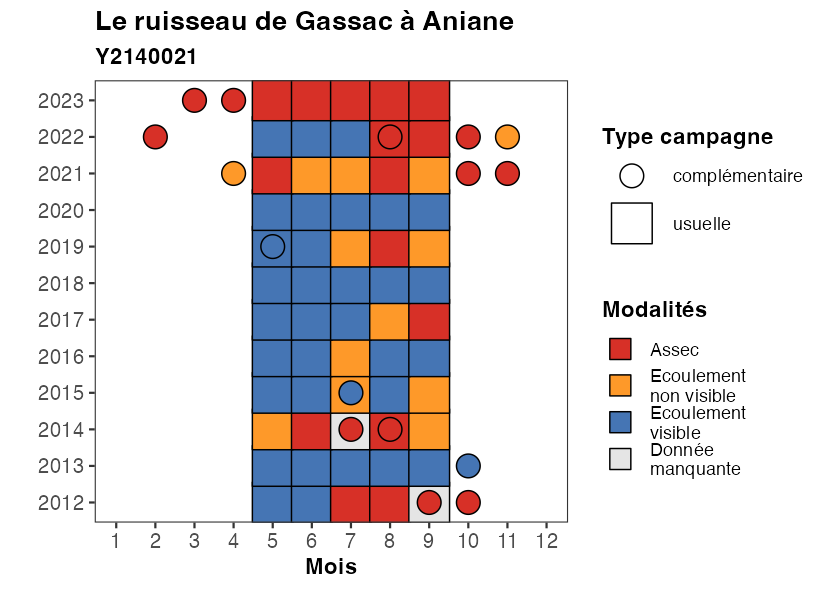 Le ruisseau de Gassac à Aniane
Y2140021
2023
2022
2021
2020
2019
2018
2017
2016
2015
2014
2013
2012
1 2 3 4 5 6 7 8 9 10 11 12
Mois
Type campagne
complémentaire
usuelle
Modalités
Assec
Ecoulement
non visible
Ecoulement
visible
Donnée
manquante